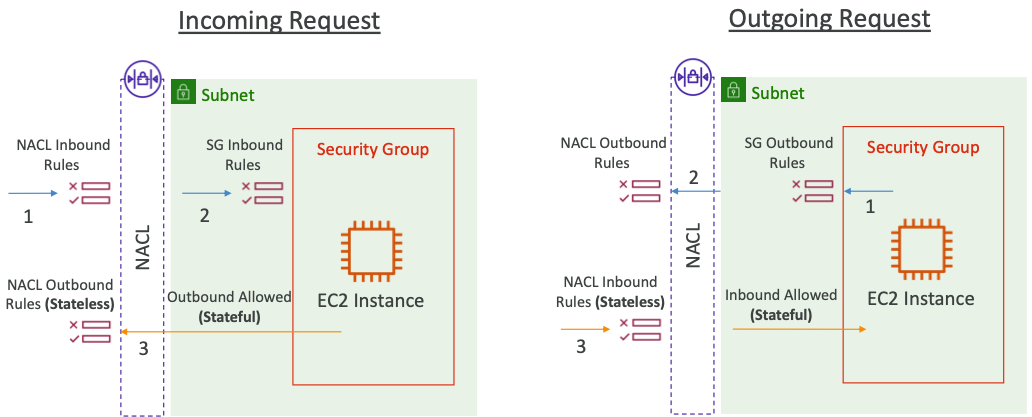 Incoming Request
Subnet
NACL Inbound
Rules
SG Inbound
Rules
Security Group
1
2
NACL
NACL Outbound
Rules (Stateless)
Outbound Allowed
(Stateful)
EC2 Instance
3
Outgoing Request
Subnet
NACL Outbound
Rules
SG Outbound
Rules
Security Group
2
1
NACL
NACL Inbound
Rules (Stateless)
Inbound Allowed
(Stateful)
EC2 Instance
3